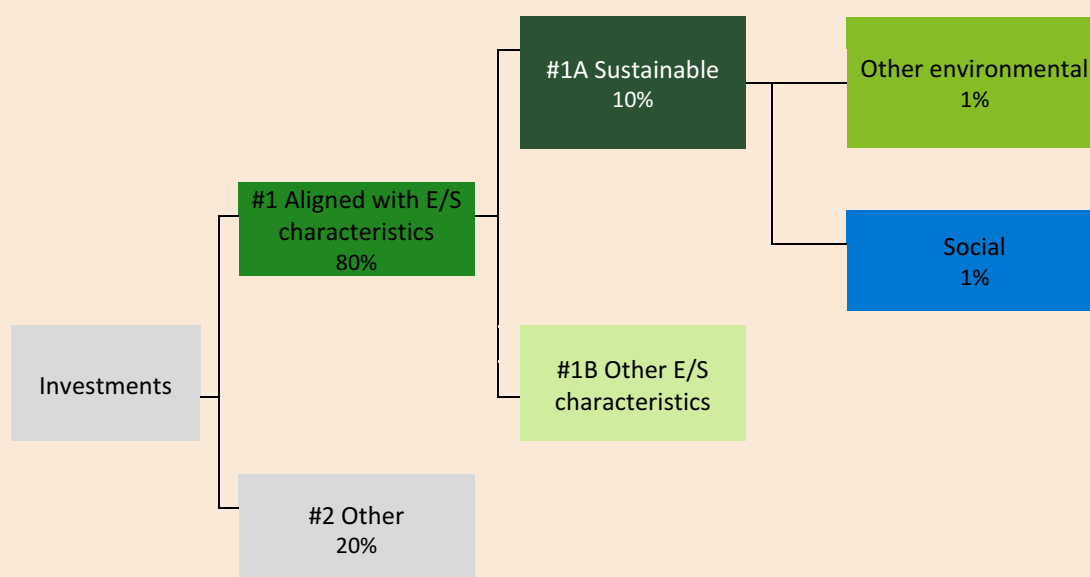 #1A Sustainable
10%
Other environmental
1%
#1 Aligned with E/S
characteristics
80%
Social
1%
Investments
#1B Other E/S
characteristics
#2 Other
20%